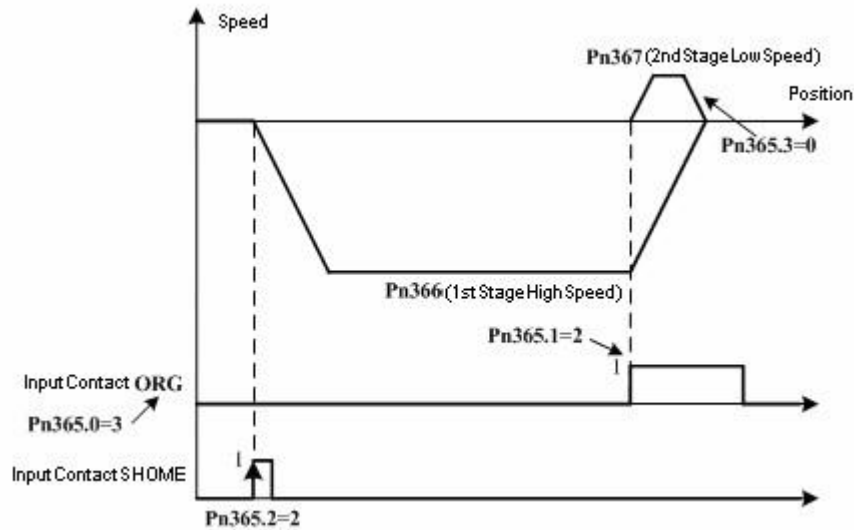 Speed
Pn367 (2nd Stage Low Speed)
Position
Pn365.3=0
Pn366 (1st Stage High Speed)
Pn365.1=2
1
Input Contact ORG
Pn365.0=3
1
Input Contact SHOME
Pn365.2=2